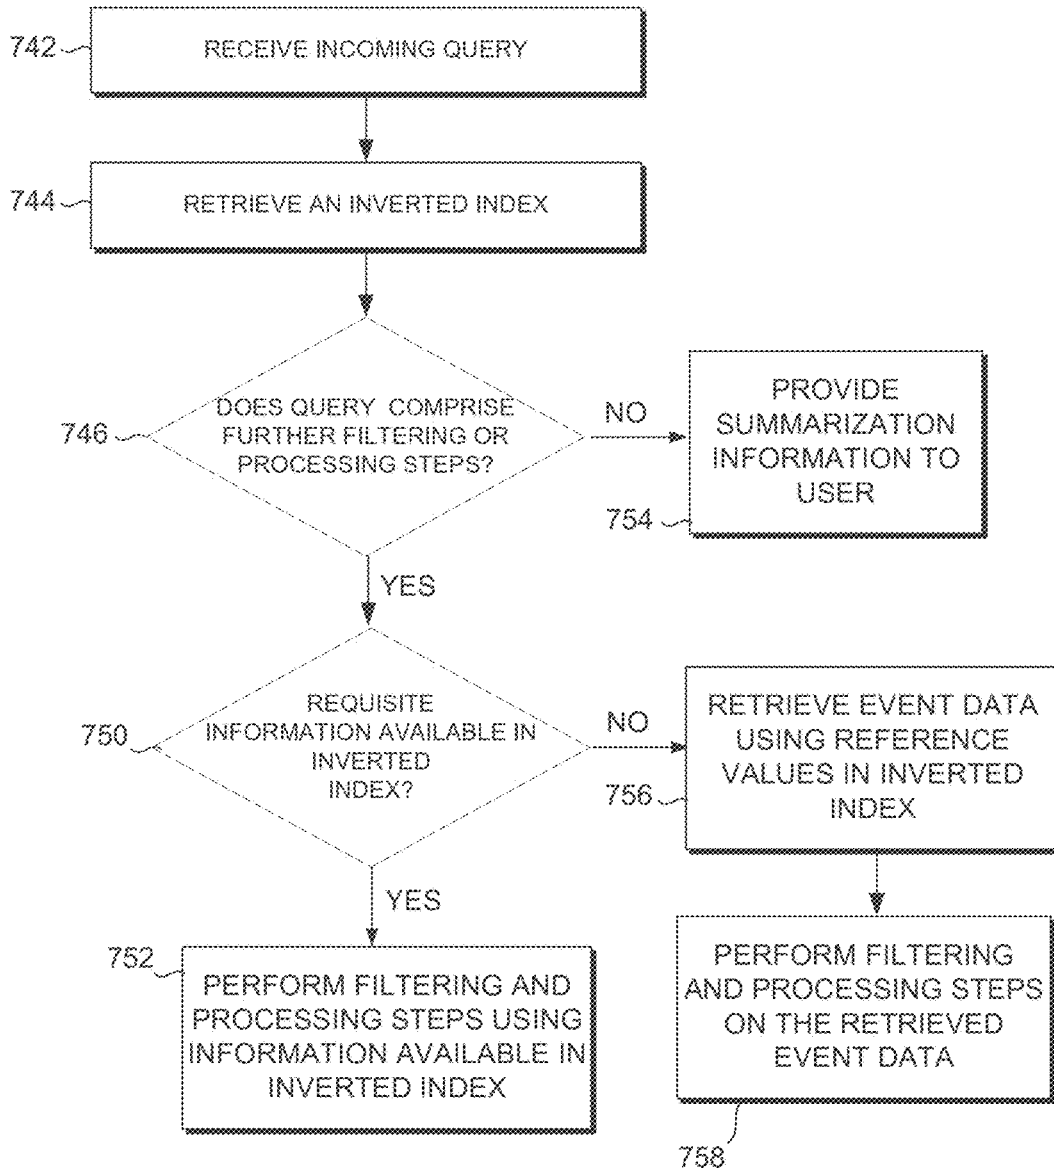 742
RECEIVE INCOMING QUERY
744
RETRIEVE AN INVERTED INDEX
746
DOES QUERY COMPRISE
FURTHER FILTERING OR
PROCESSING STEPS?
NO
PROVIDE
SUMMARIZATION
INFORMATION TO
USER
754
YES
750
REQUISITE
INFORMATION AVAILABLE IN
INVERTED
INDEX?
NO
RETRIEVE EVENT DATA
USING REFERENCE
VALUES IN INVERTED
INDEX
756
YES
752
PERFORM FILTERING AND
PROCESSING STEPS USING
INFORMATION AVAILABLE IN
INVERTED INDEX
PERFORM FILTERING
AND PROCESSING STEPS
ON THE RETRIEVED
EVENT DATA
758